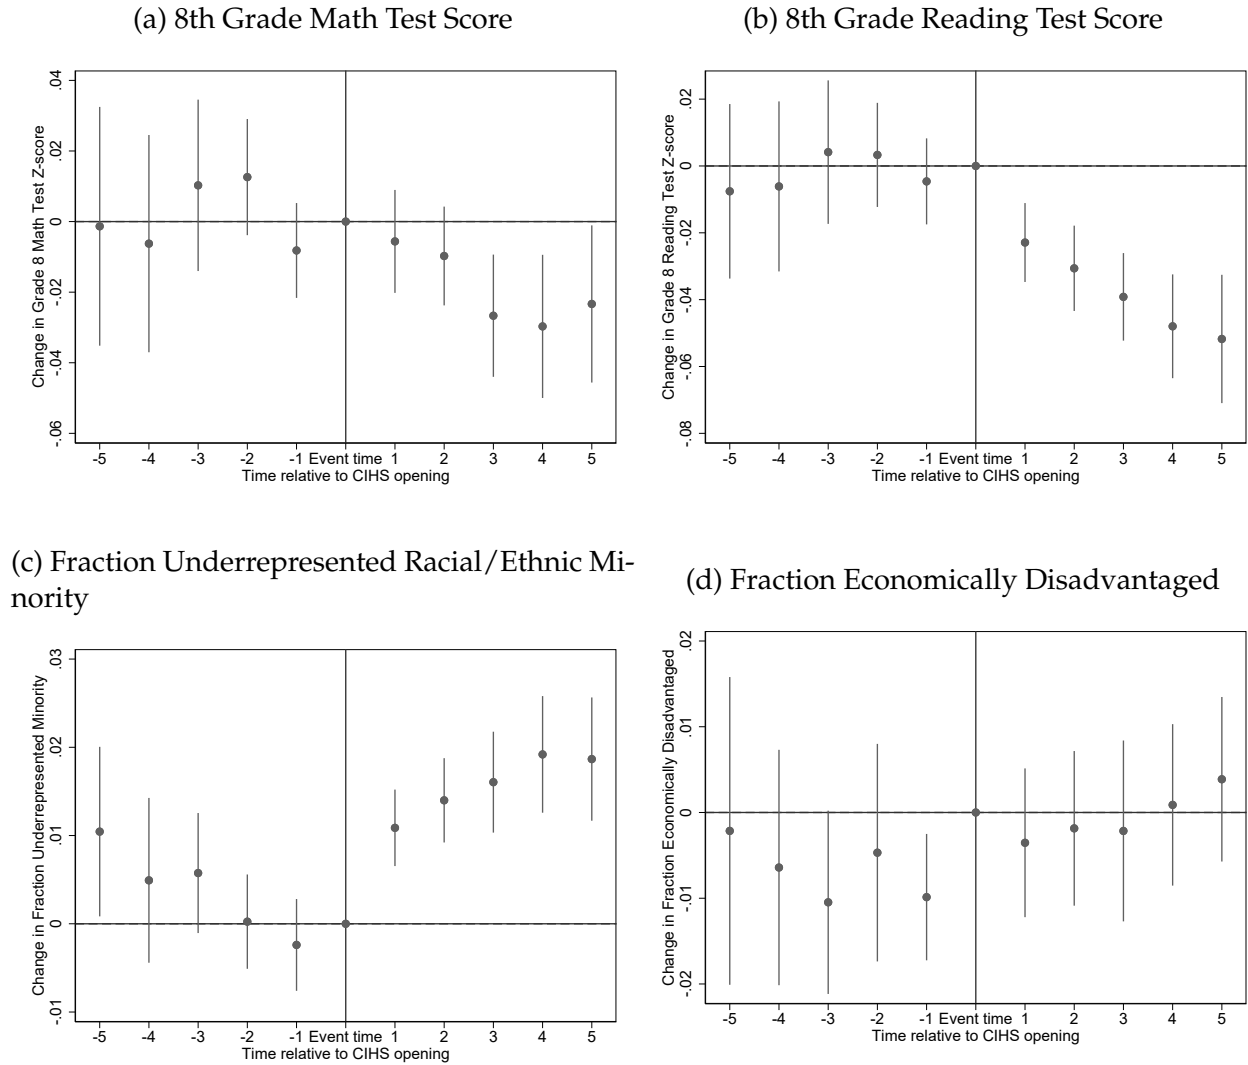 (a) 8th Grade Math Test Score
Change in Grade 8 Math Test Z-score
.04
.02
0
-.02
-.04
-.06
-5 -4 -3 -2 -1 Event time 1 2 3 4 5
Time relative to CIHS opening
(b) 8th Grade Reading Test Score
Change in Grade 8 Reading Test Z-score
.02
0
-.02
-.04
-.06
-.08
-5 -4 -3 -2 -1 Event time 1 2 3 4 5
Time relative to CIHS opening
(c) Fraction Underrepresented Racial/Ethnic Mi-
nority
Change in Fraction Underrepresented Minority
.03
.02
.01
0
-.01
-5 -4 -3 -2 -1 Event time 1 2 3 4 5
Time relative to CIHS opening
(d) Fraction Economically Disadvantaged
Change in Fraction Economically Disadvantaged
.02
.01
0
-.01
-.02
-5 -4 -3 -2 -1 Event time 1 2 3 4 5
Time relative to CIHS opening